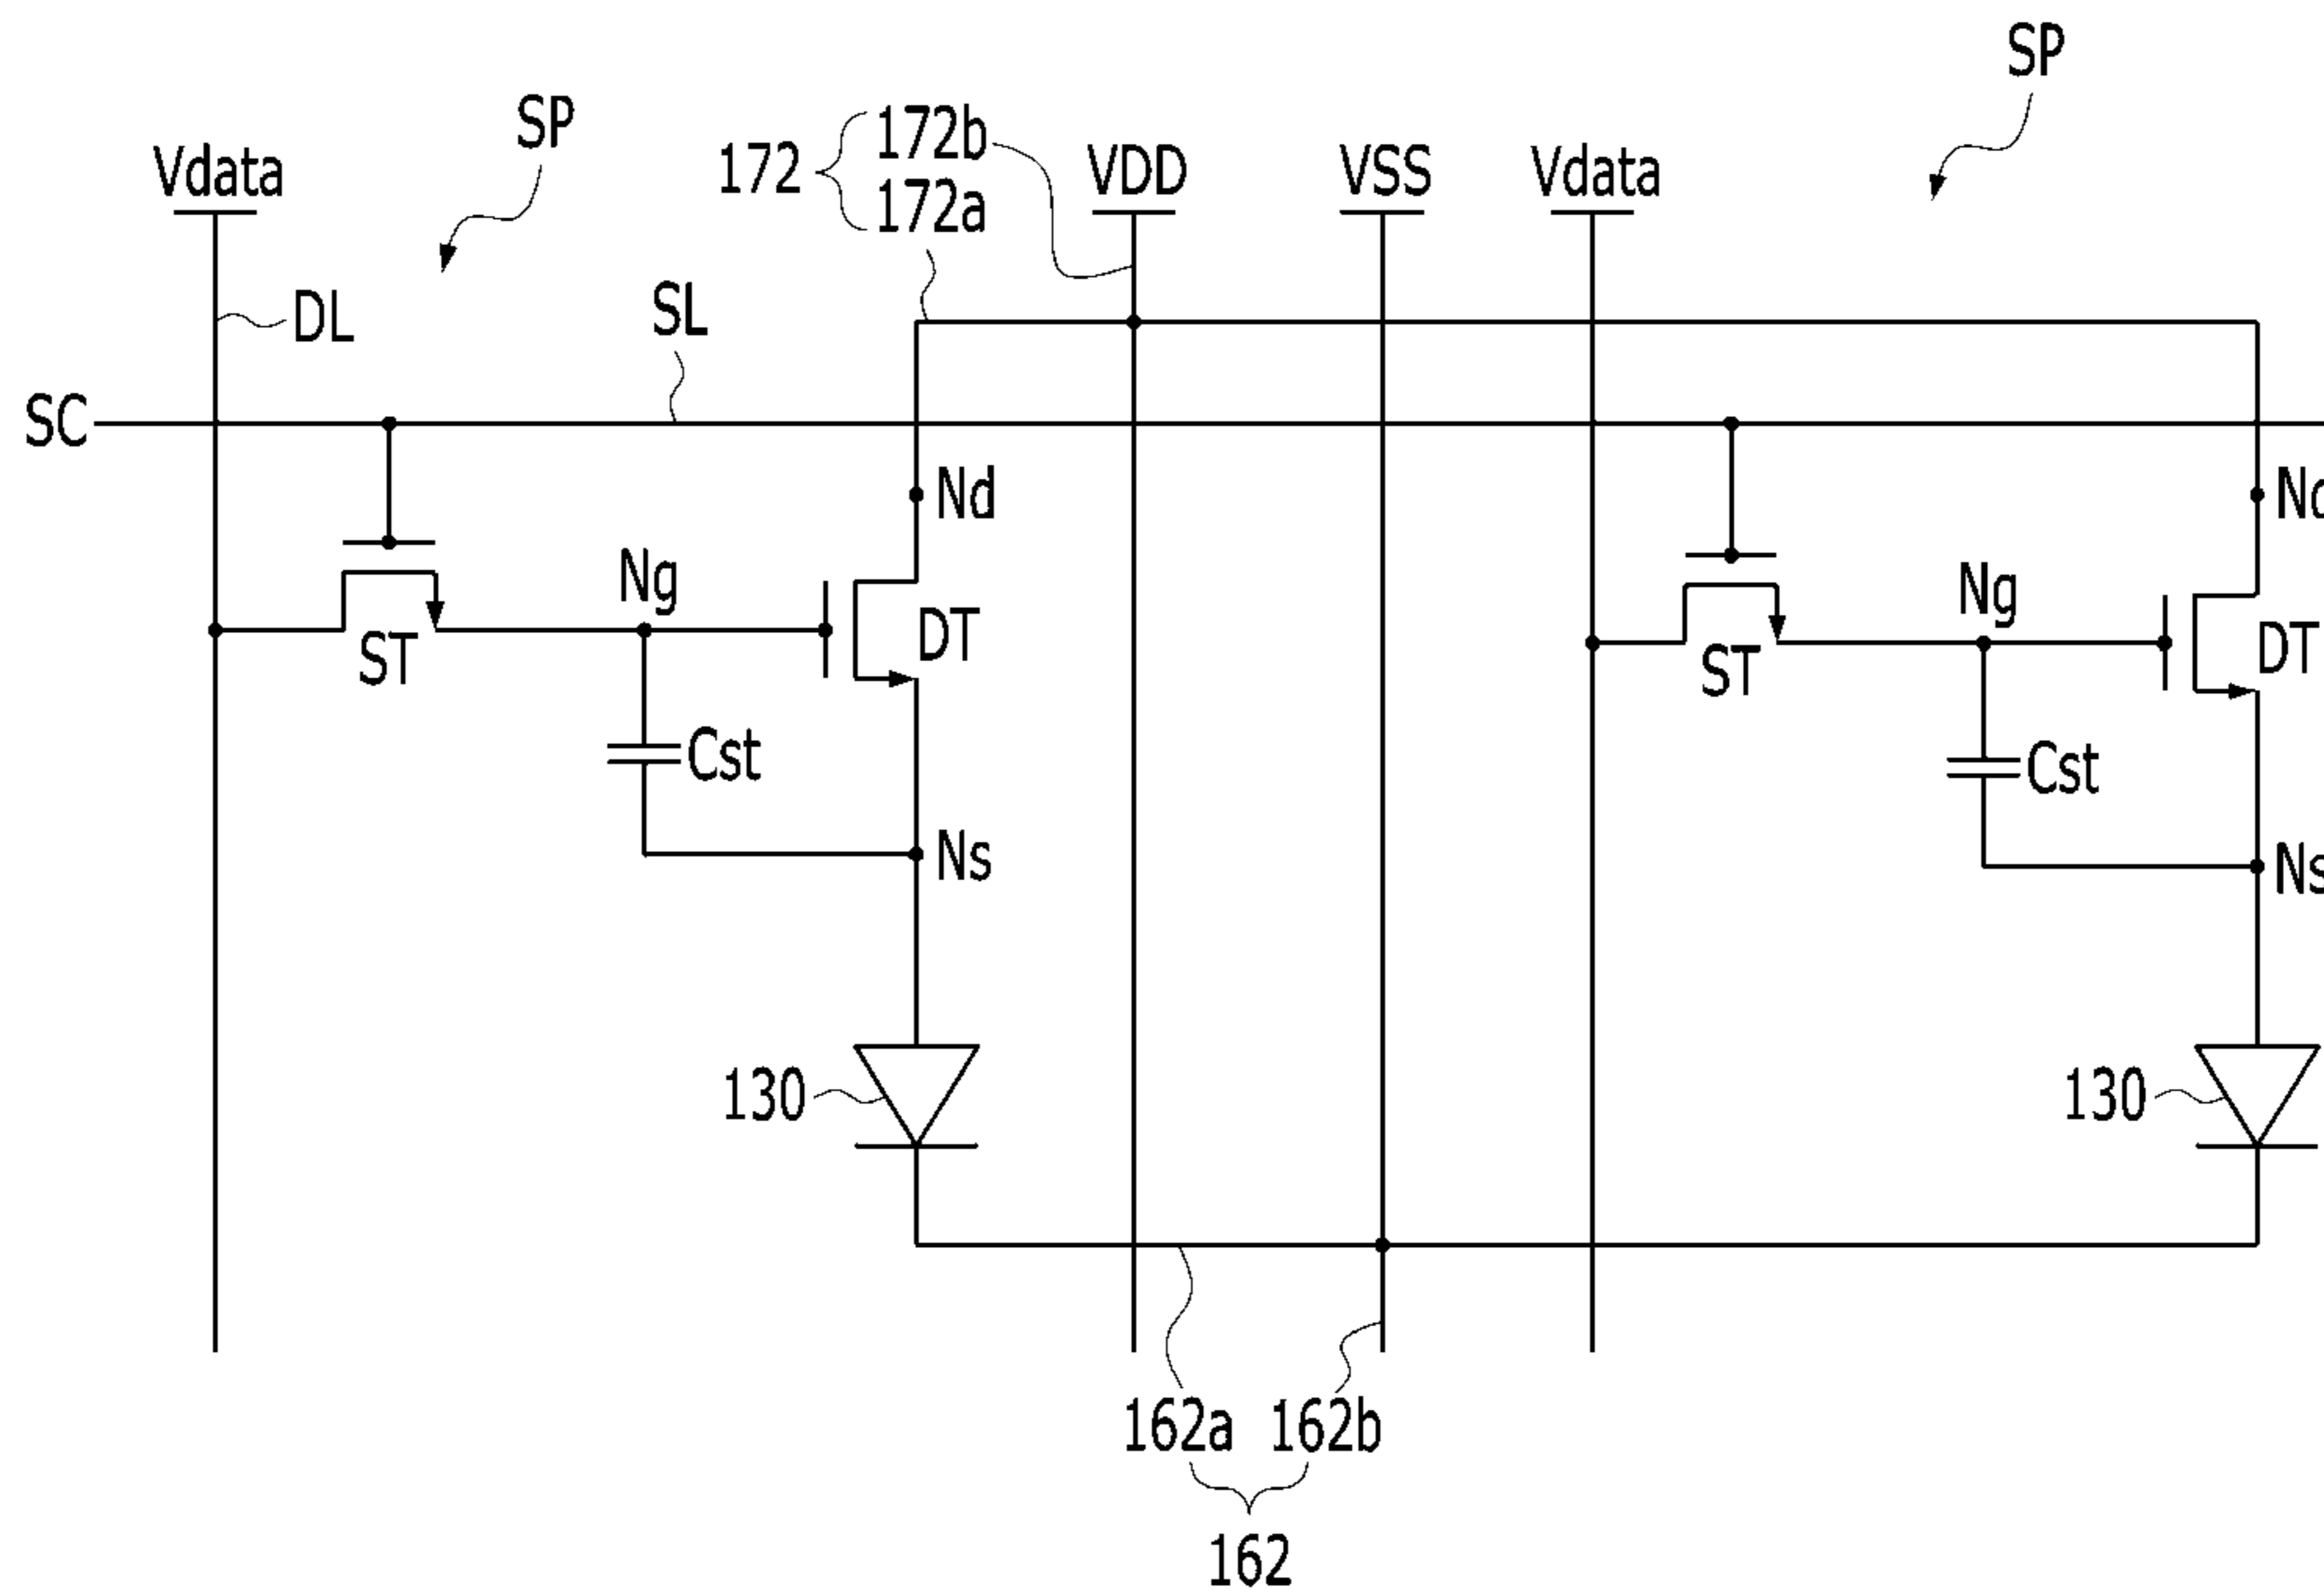 SP
SP
172b
172
VDD
VSS
Vdata
Vdata
172a
DL
SL
SC
Nd
Ng
Ng
DT
DT
ST
ST
Cst
Cst
Ns
Ns
130
130
162a
162b
162